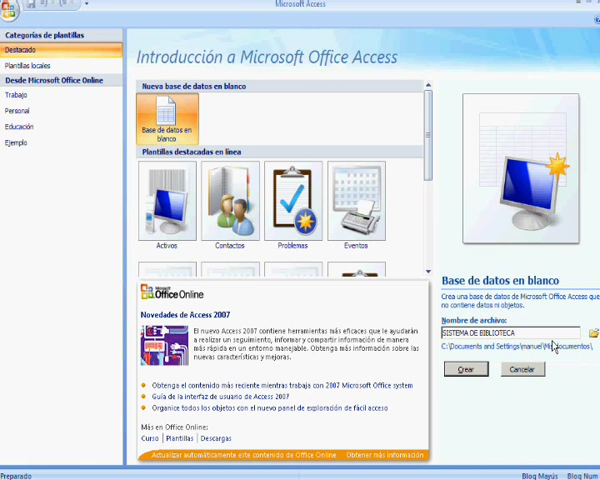 Microsoft Access
Categorías de plantillas
Destacado
Plantillas locales
Desde Microsoft Office Online
Trabajo
Personal
Educación
Ejemplo
Introducción a Microsoft Office Access
Nueva base de datos en blanco
Base de datos en
blanco
Plantillas destacadas en línea
Activos
Contactos
Problemas
Eventos
Microsoft
Office Online
Novedades de Access 2007
El nuevo Access 2007 contiene herramientas más eficaces que le ayudarán
a realizar un seguimiento, informar y compartir información de manera
más rápida en un entorno manejable. Obtenga más información sobre las
nuevas características y mejoras.
Obtenga el contenido más reciente mientras trabaja con 2007 Microsoft Office system
Guía de la interfaz de usuario de Access 2007
Organice todos los objetos con el nuevo panel de exploración de fácil acceso
Más en Office Online:
Curso | Plantillas | Descargas
Actualizar automáticamente este contenido de Office Online Obtener más información
Base de datos en blanco
Crea una base de datos de Microsoft Office Access que
no contiene datos ni objetos.
Nombre de archivo:
SISTEMA DE BIBLIOTECA
C:\Documents and Settings\manuel\Mis documentos\
Crear
Cancelar
Preparado
Bloq Mayús Bloq Num